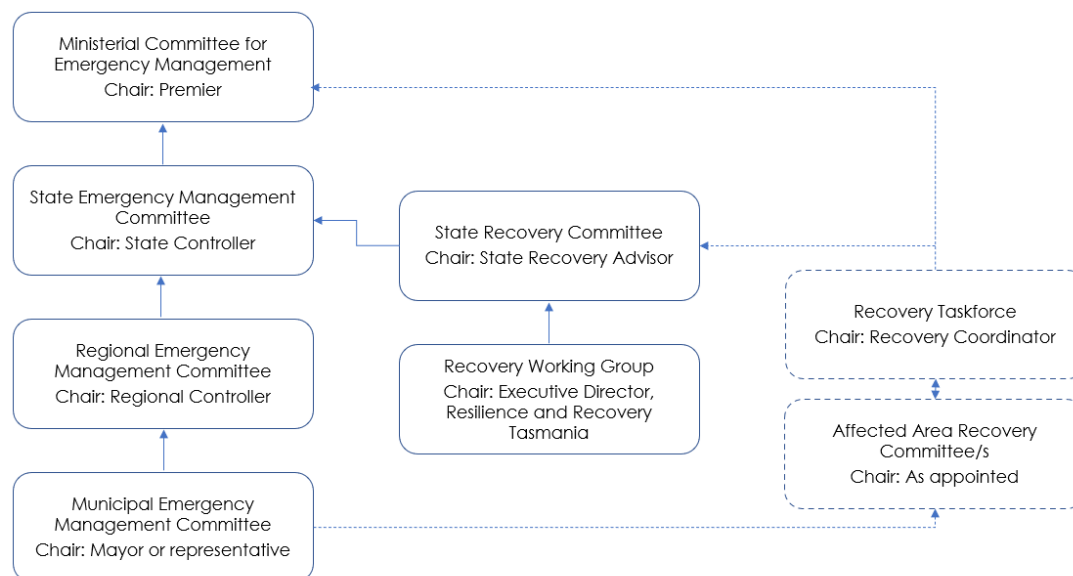 Ministerial Committee for
Emergency Management
Chair: Premier
State Emergency Management
Committee
Chair: State Controller
State Recovery Committee
Chair: State Recovery Advisor
Recovery Taskforce
Chair: Recovery Coordinator
Regional Emergency
Management Committee
Chair: Regional Controller
Recovery Working Group
Chair: Executive Director,
Resilience and Recovery
Tasmania
Affected Area Recovery
Committee/s
Chair: As appointed
Municipal Emergency
Management Committee
Chair: Mayor or representative